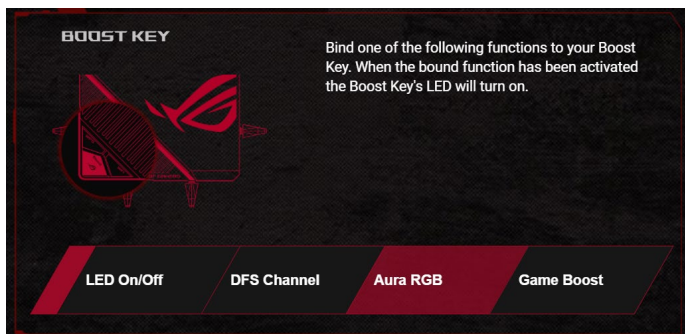 BOOST KEY
Bind one of the following functions to your Boost
Key. When the bound function has been activated
the Boost Key's LED will turn on.
LED On/Off
DFS Channel
Aura RGB
Game Boost